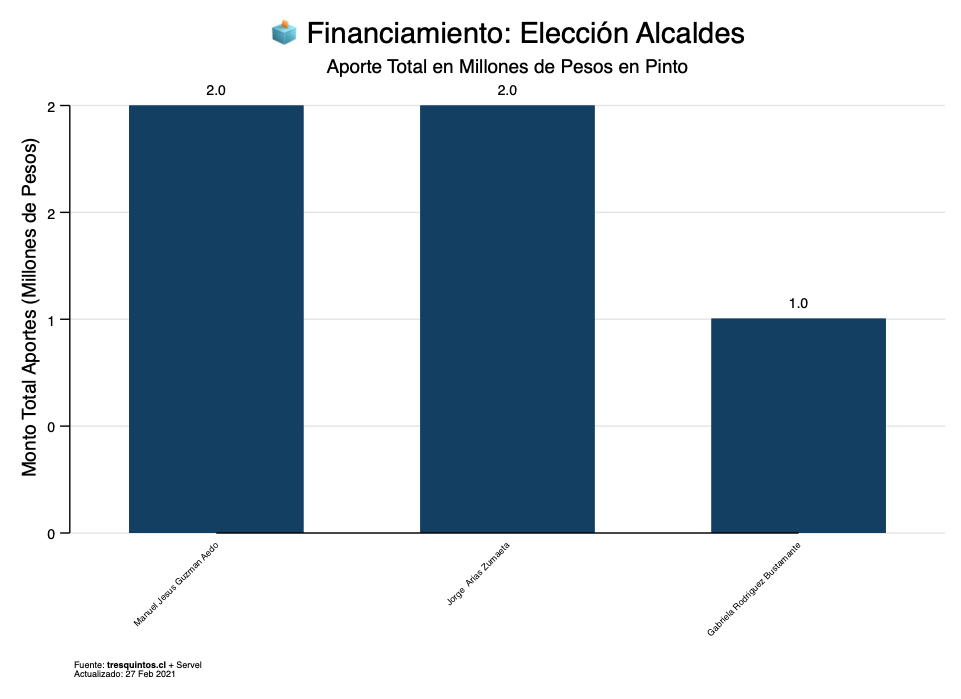 Financiamiento: Elección Alcaldes
Aporte Total en Millones de Pesos en Pinto
Monto Total Aportes (Millones de Pesos)
2
2
1
0
0
2.0
2.0
1.0
Manuel Jesus Guzman Aedo
Jorge Arias Zumaeta
Gabriela Rodriguez Bustamante
Fuente: tresquintos.cl + Servel
Actualizado: 27 Feb 2021